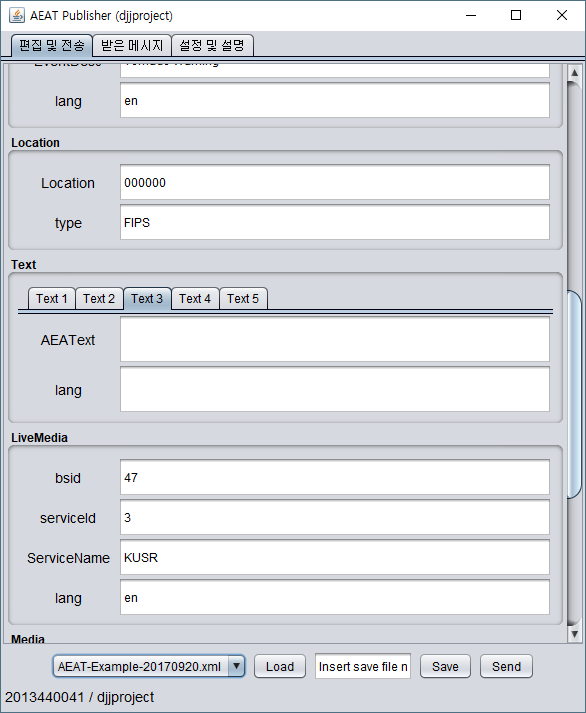 AEAT Publisher (djjproject)
편집 및 전송 받은 메시지 설정 및 설명
lang en
Location
Location 000000
type FIPS
Text
Text 1 Text 2 Text 3 Text 4 Text 5
AEAText
lang
LiveMedia
bsid 47
serviceId 3
ServiceName KUSR
lang en
Media
AEAT-Example-20170920.xml Load Insert save file n Save Send
2013440041 / djjproject